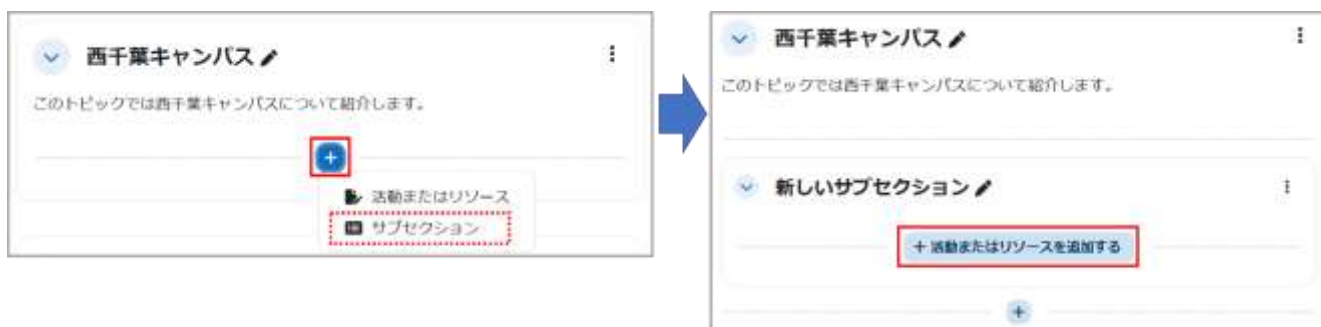 西千葉キャンパス
このトピックでは西千葉キャンパスについて紹介します。
+
活動またはリソース
サブセクション
西千葉キャンパス
このトピックでは西千葉キャンパスについて紹介します。
新しいサブセクション
+ 活動またはリソースを追加する
+